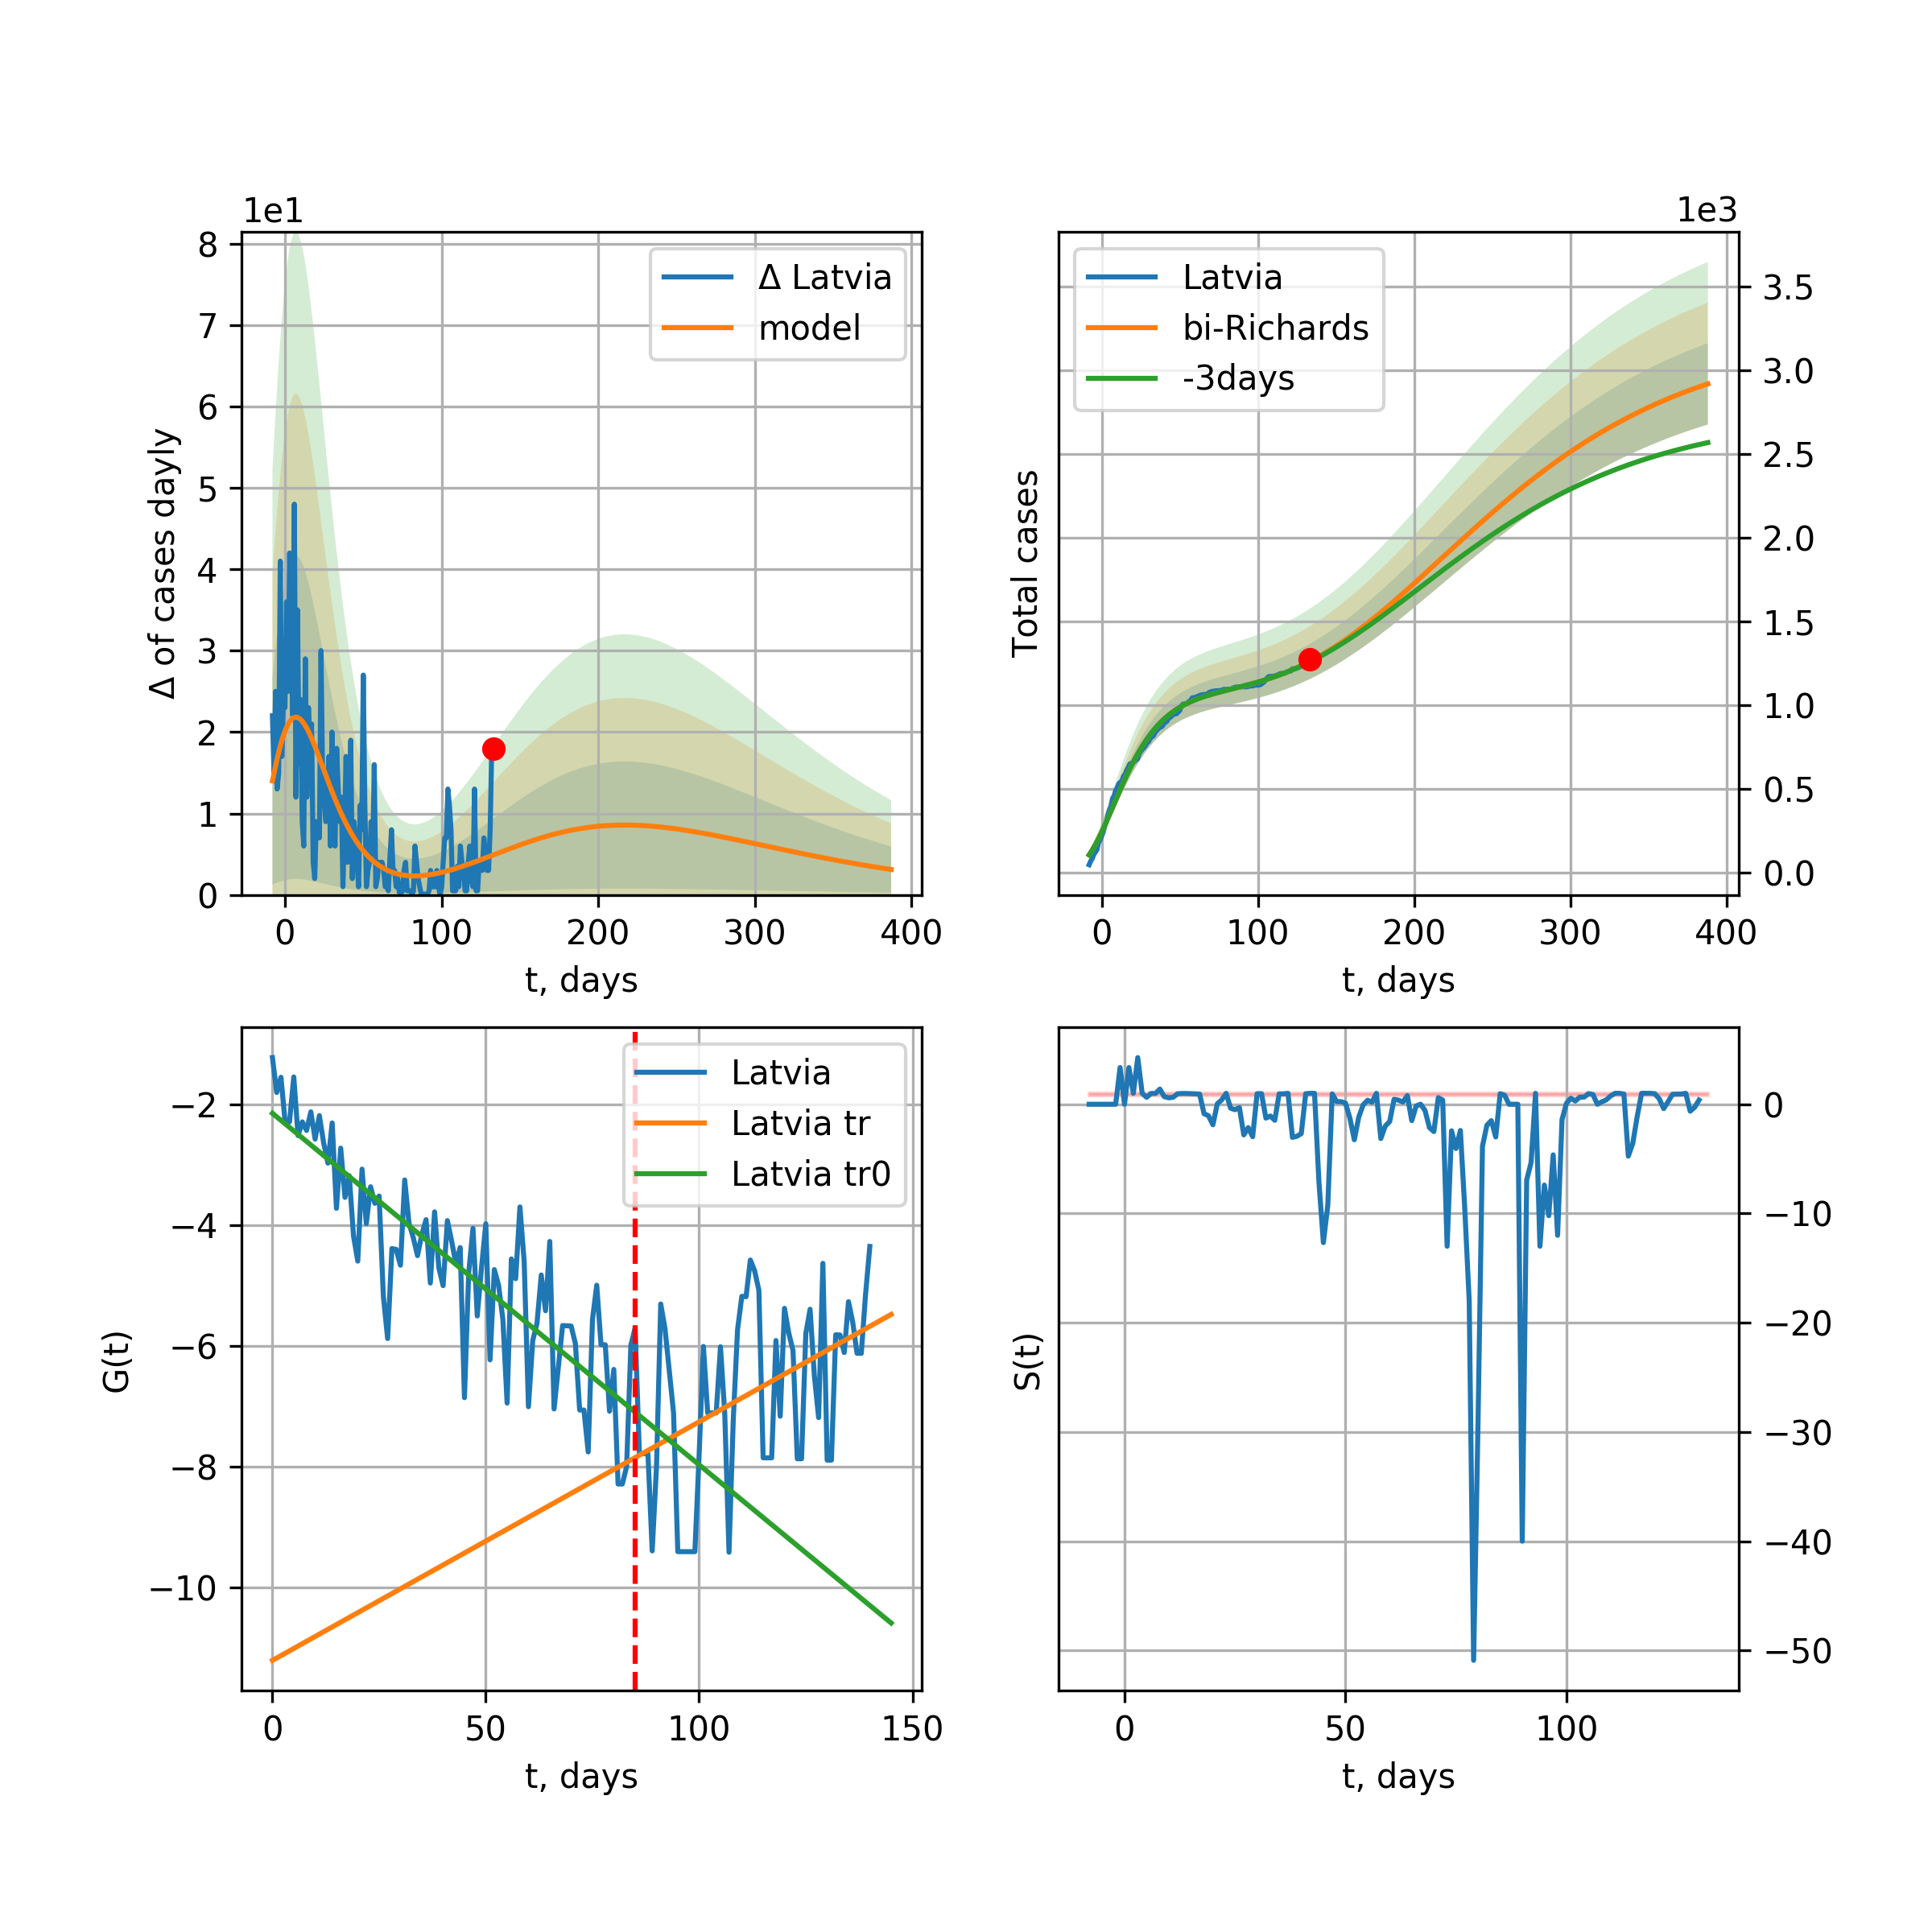 1e1
8
7
6
5
4
3
2
1
0
Δ of cases dayly
Δ Latvia
model
0
100
200
300
400
t, days
1e3
Latvia
bi-Richards
-3days
3.5
3.0
2.5
2.0
1.5
1.0
0.5
0.0
Total cases
0
100
200
300
400
t, days
−2
−4
−6
−8
−10
G(t)
Latvia
Latvia tr
Latvia tr0
0
50
100
150
t, days
0
−10
−20
−30
−40
−50
S(t)
0
50
100
t, days